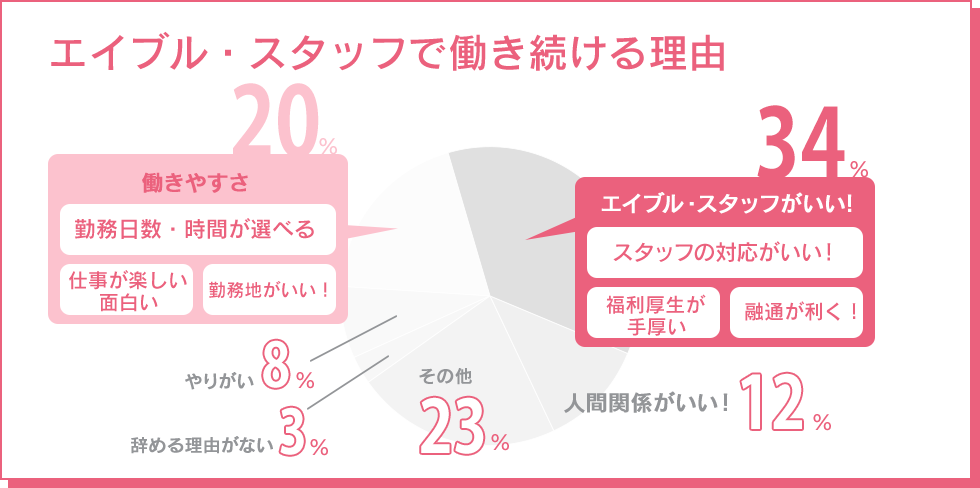 エイブル・スタッフで働き続ける理由
20%
働きやすさ
勤務日数・時間が選べる
仕事が楽しい
面白い
勤務地がいい！
34%
エイブル・スタッフがいい!
スタッフの対応がいい！
福利厚生が
手厚い
融通が利く！
やりがい 8%
辞める理由がない 3%
その他
23%
人間関係がいい！ 12%